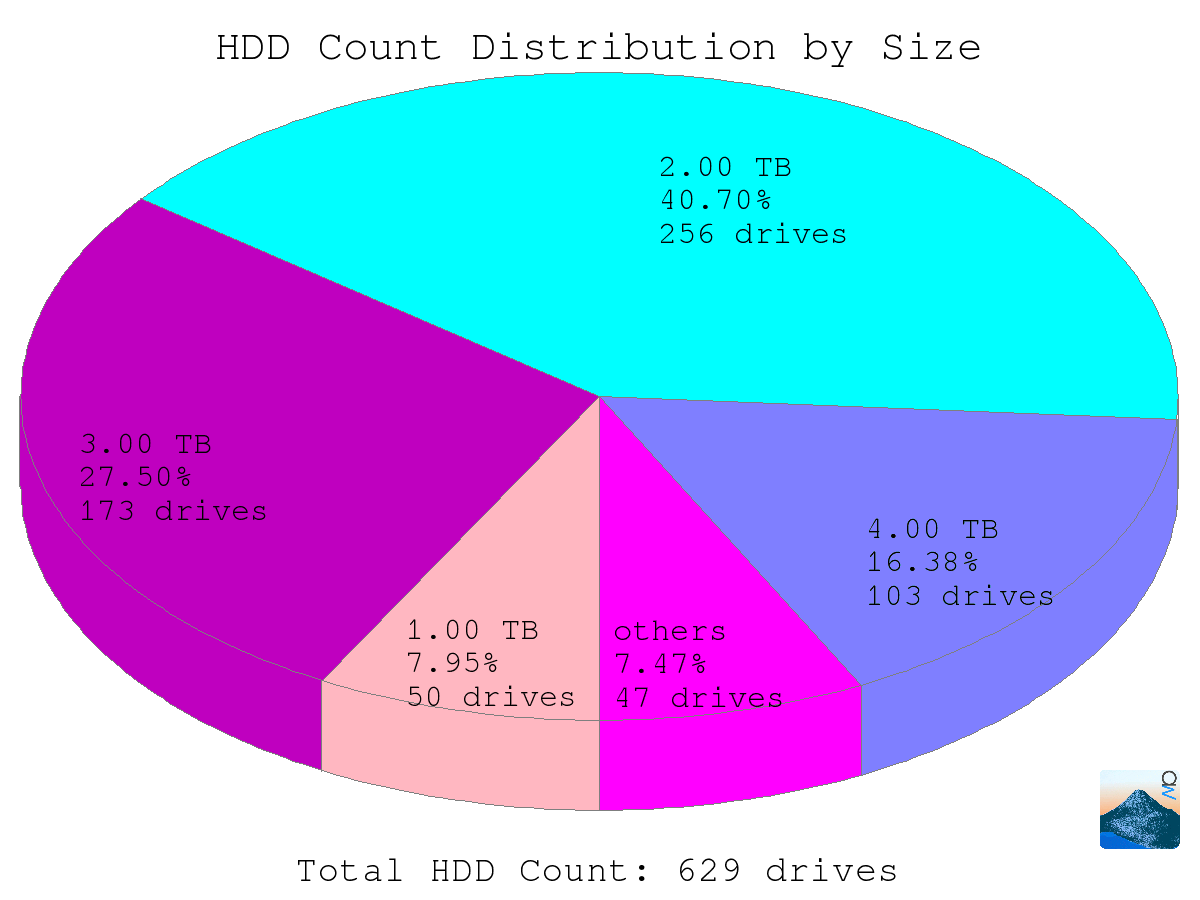 HDD Count Distribution by Size
2.00 TB
40.70%
256 drives
3.00 TB
27.50%
173 drives
4.00 TB
16.38%
103 drives
1.00 TB
7.95%
50 drives
others
7.47%
47 drives
Total HDD Count: 629 drives